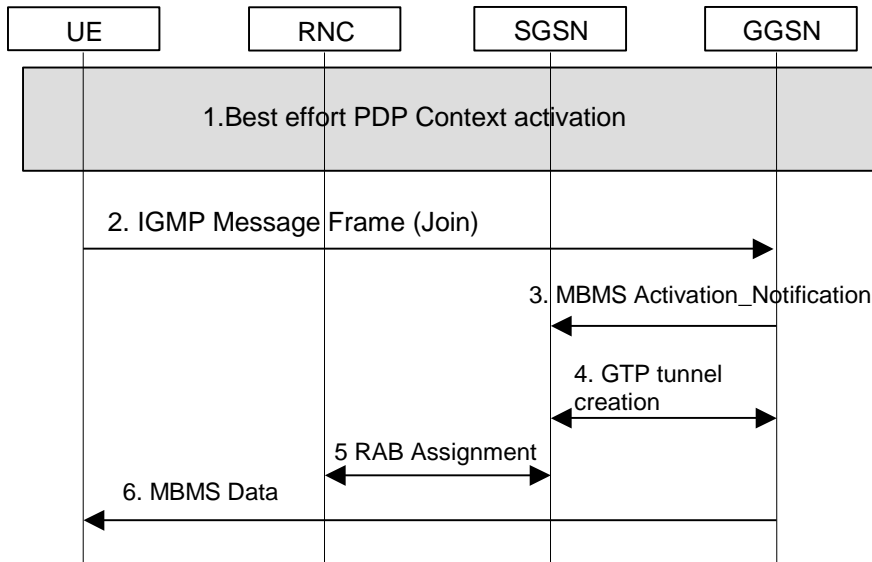 UE
RNC
SGSN
GGSN
1.Best effort PDP Context activation
2. IGMP Message Frame (Join)
3. MBMS Activation_Notification
4. GTP tunnel
creation
5 RAB Assignment
6. MBMS Data